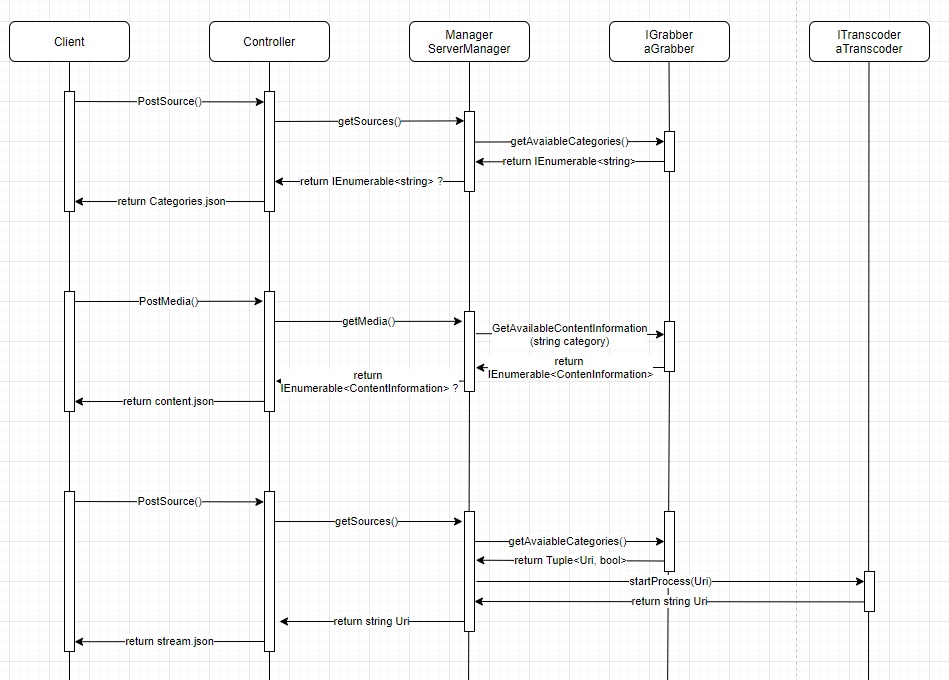 Client
Controller
Manager
ServerManager
IGrabber
aGrabber
ITranscoder
aTranscoder
PostSource()
getSources()
getAvaiableCategories()
return IEnumerable<string>
return IEnumerable<string> ?
return Categories.json
PostMedia()
getMedia()
GetAvailableContentInformation
(string category)
return
IEnumerable<ContenInformation>
return
IEnumerable<ContentInformation> ?
return content.json
PostSource()
getSources()
getAvaiableCategories()
return Tuple<Uri, bool>
startProcess(Uri)
return string Uri
return string Uri
return stream.json